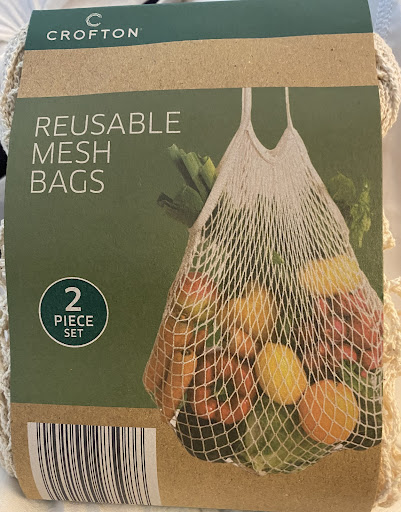 CROFTON
REUSABLE
MESH
BAGS
2
PIECE
SET